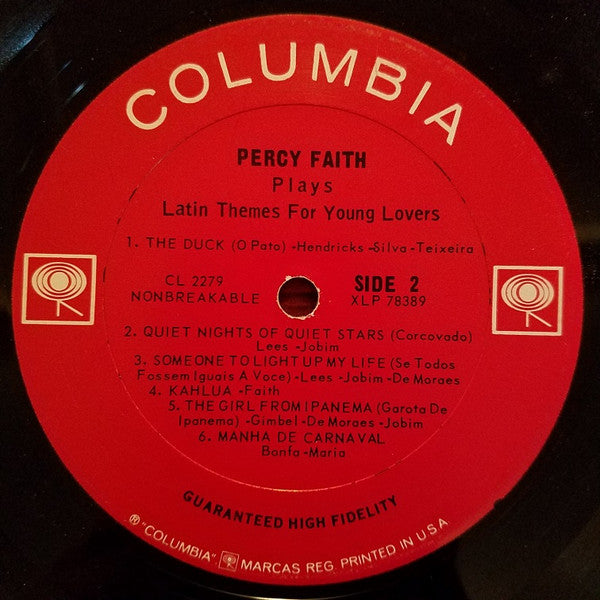 COLUMBIA
PERCY FAITH
Plays
Latin Themes For Young Lovers
1. THE DUCK (O Pato) -Hendricks -Silva -Teixeira
CL 2279
NONBREAKABLE
SIDE 2
XLP 78389
2. QUIET NIGHTS OF QUIET STARS (Corcovado)
Lees -Jobim
3. SOMEONE TO LIGHT UP MY LIFE (Se Todos
Fossem Iguais A Voce) -Lees -Jobim -De Moraes
4. KAHLUA -Faith
5. THE GIRL FROM IPANEMA (Garota De
Ipanema) -Gimbel -De Moraes -Jobim
6. MANHA DE CARNAVAL
Banfa -Maria
GUARANTEED HIGH FIDELITY
® "COLUMBIA" MARCAS REG. PRINTED IN U.S.A